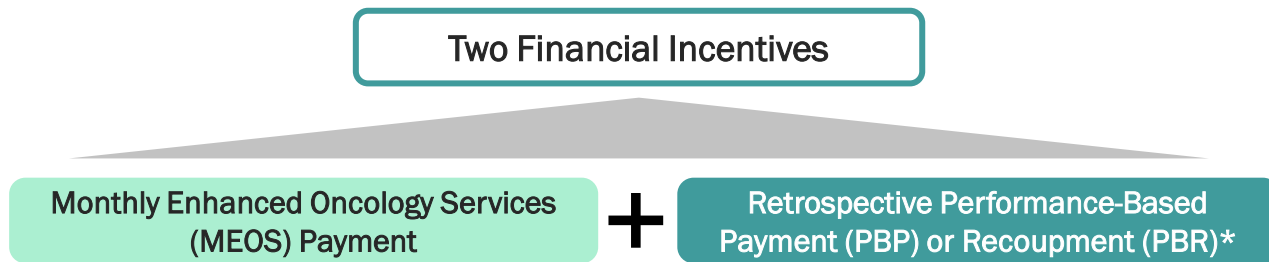 Two Financial Incentives
Monthly Enhanced Oncology Services
(MEOS) Payment
+
Retrospective Performance-Based
Payment (PBP) or Recoupment (PBR)*